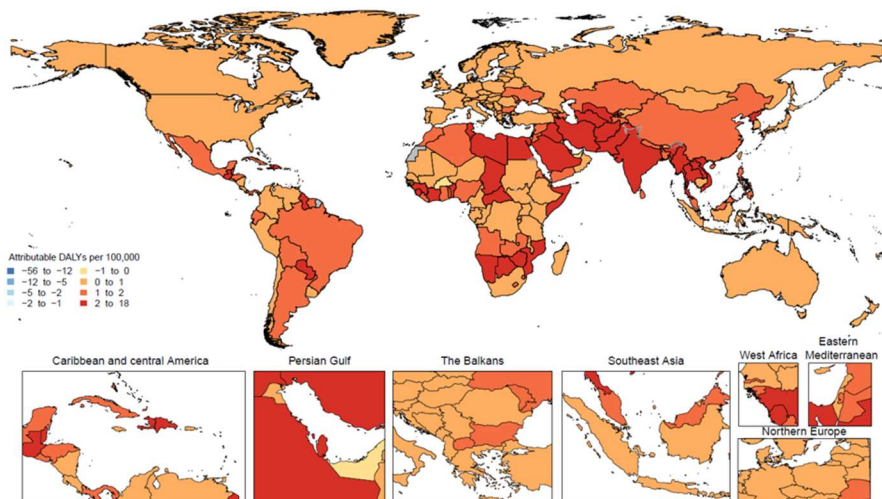 Attributable DALYs per 100,000
−56 to −12
−12 to −5
−5 to −2
−2 to −1
−1 to 0
0 to 1
1 to 2
2 to 18
Caribbean and central America
Persian Gulf
The Balkans
Southeast Asia
West Africa
Eastern
Mediterranean
Northern Europe